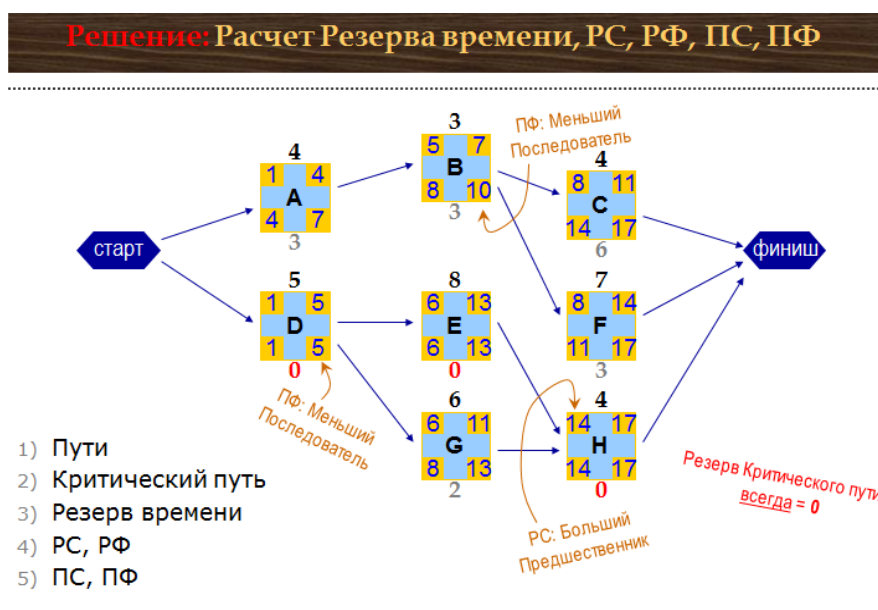 Решение: Расчет Резерва времени, РС, РФ, ПС, ПФ
3
ПФ: Меньший
Последователь
4
5 7
B
8 10
3
4
1 4
A
4 7
3
8 11
C
14 17
6
старт
финиш
5
8
7
1 5
D
1 5
0
6 13
E
6 13
0
8 14
F
11 17
3
ПФ: Меньший
Последователь
6
4
6 11
G
8 13
2
14 17
H
14 17
0
Резерв Критического пути
всегда = 0
РС: Больший
Предшественник
1) Пути
2) Критический путь
3) Резерв времени
4) РС, РФ
5) ПС, ПФ